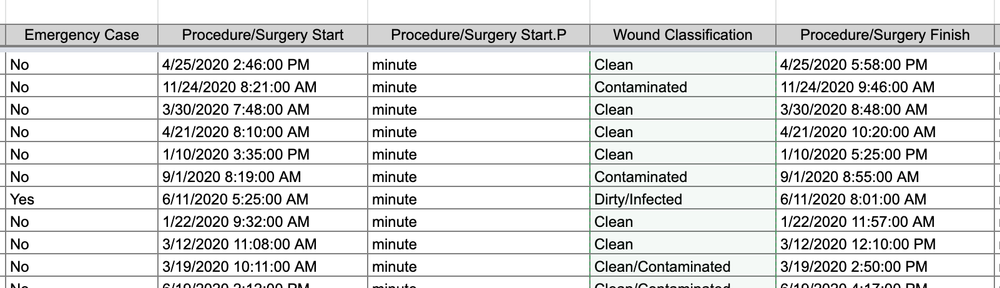 Emergency Case Procedure/Surgery Start Procedure/Surgery Start.P Wound Classification Procedure/Surgery Finish
No 4/25/2020 2:46:00 PM minute Clean 4/25/2020 5:58:00 PM
No 11/24/2020 8:21:00 AM minute Contaminated 11/24/2020 9:46:00 AM
No 3/30/2020 7:48:00 AM minute Clean 3/30/2020 8:48:00 AM
No 4/21/2020 8:10:00 AM minute Clean 4/21/2020 10:20:00 AM
No 1/10/2020 3:35:00 PM minute Clean 1/10/2020 5:25:00 PM
No 9/1/2020 8:19:00 AM minute Contaminated 9/1/2020 8:55:00 AM
Yes 6/11/2020 5:25:00 AM minute Dirty/Infected 6/11/2020 8:01:00 AM
No 1/22/2020 9:32:00 AM minute Clean 1/22/2020 11:57:00 AM
No 3/12/2020 11:08:00 AM minute Clean 3/12/2020 12:10:00 PM
No 3/19/2020 10:11:00 AM minute Clean/Contaminated 3/19/2020 2:50:00 PM
No minute Clean/Contaminated